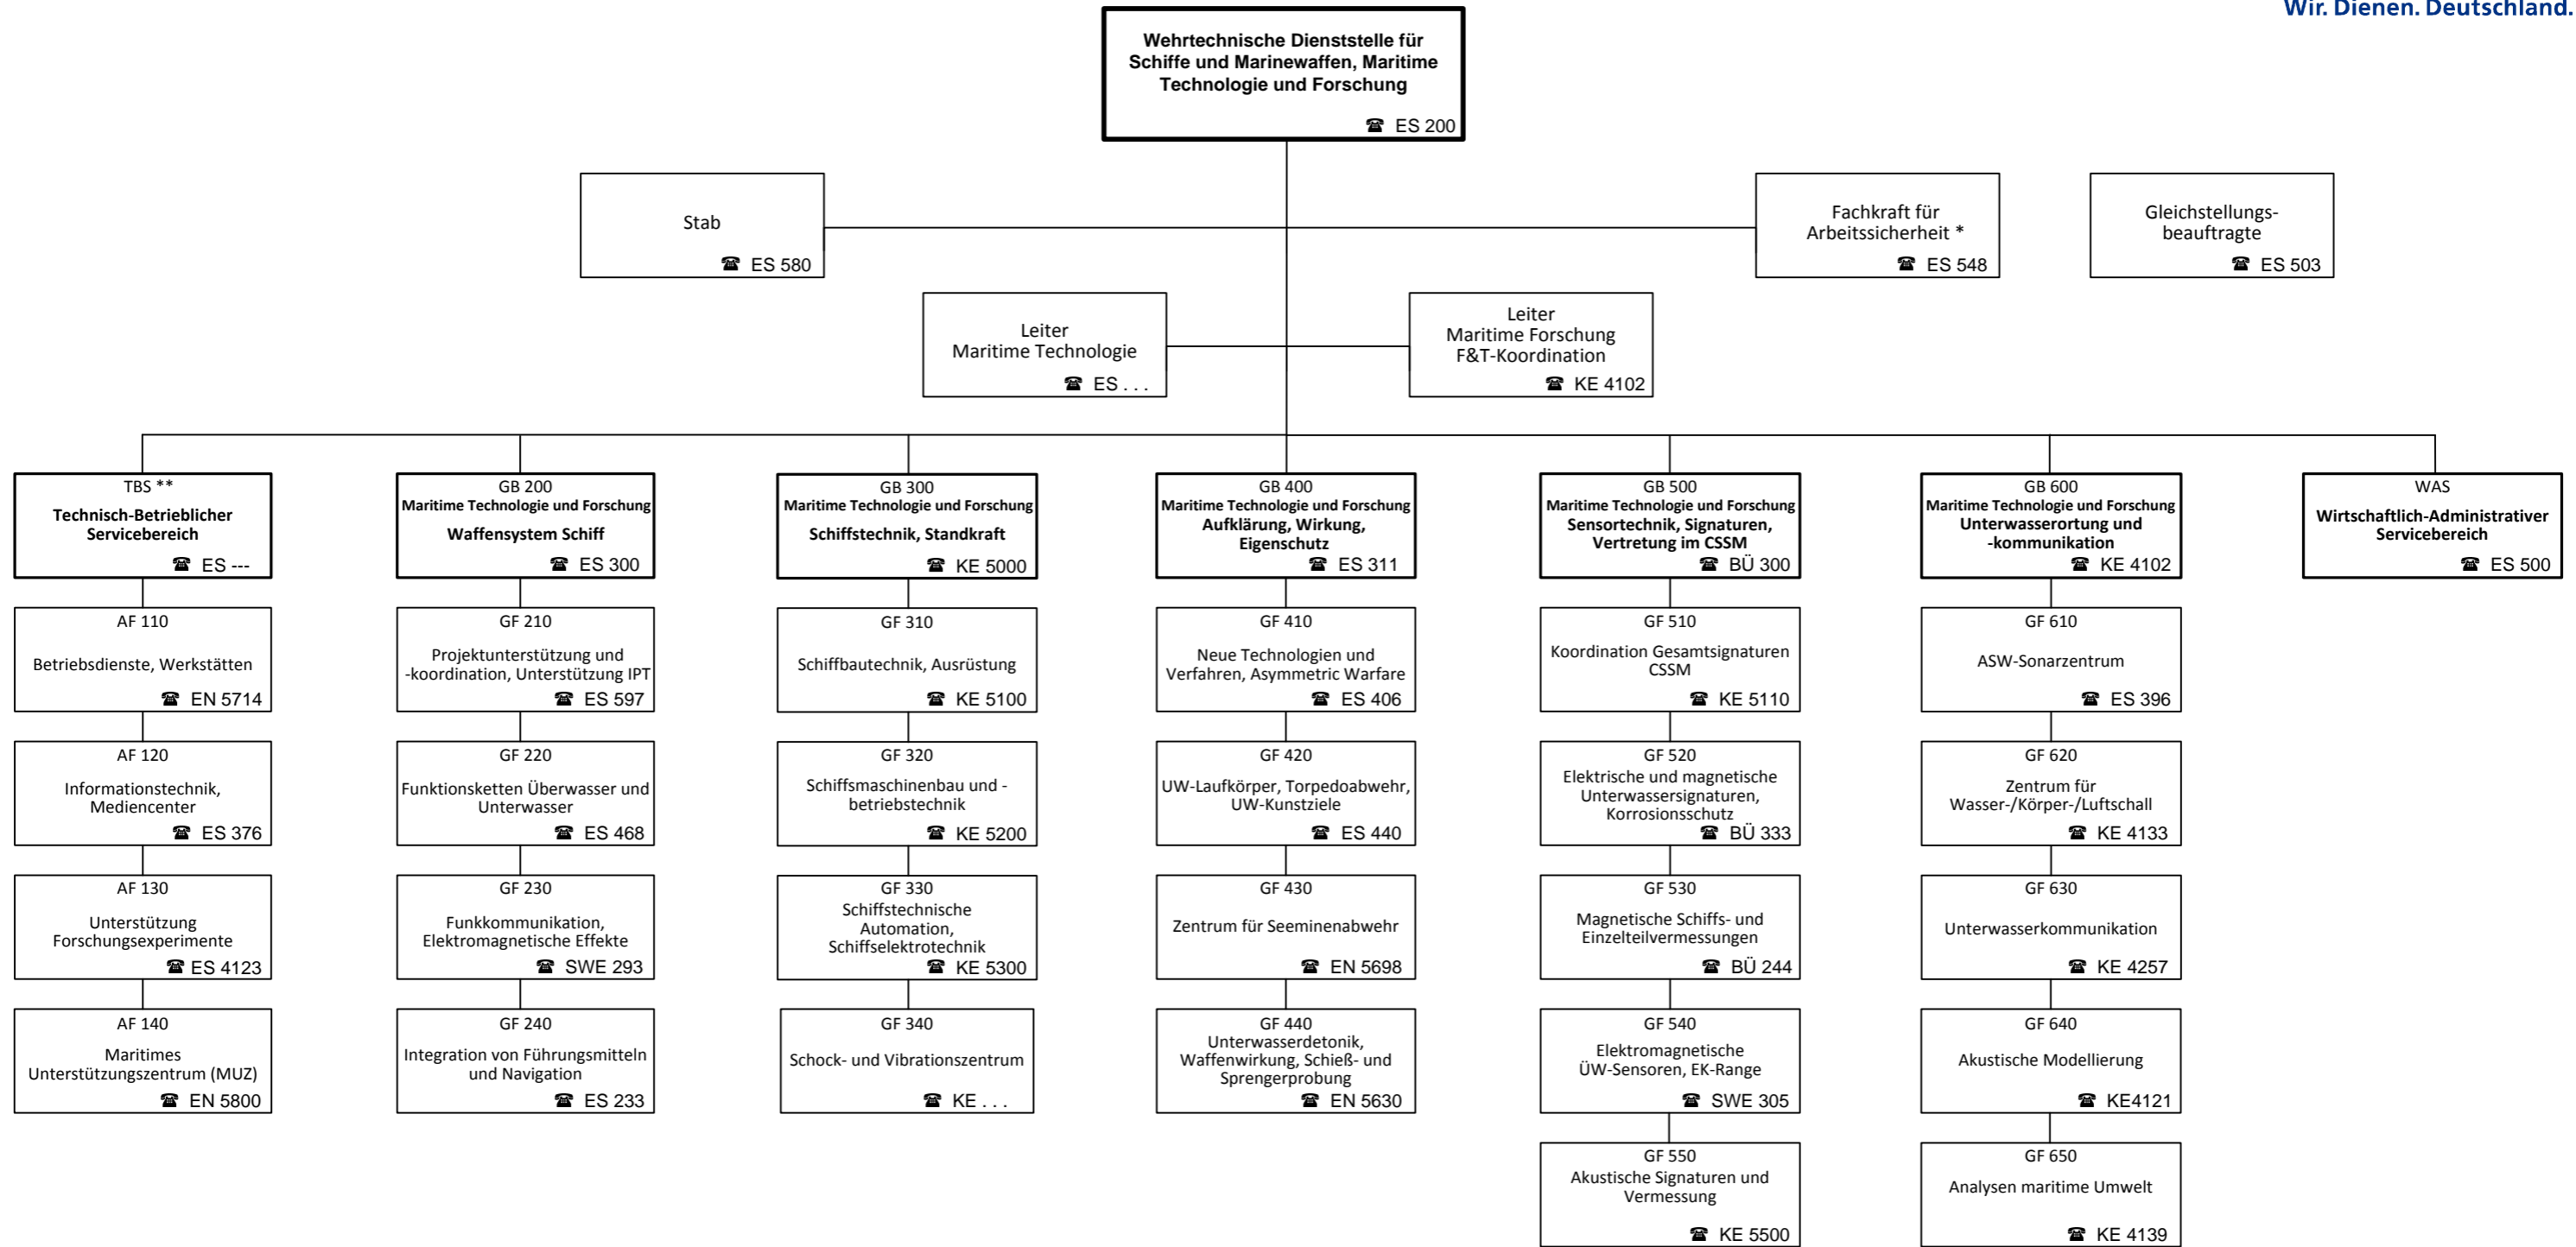 Wir. Dienen. Deutschland.
Wehrtechnische Dienststelle für
Schiffe und Marinewaffen, Maritime
Technologie und Forschung
☎ ES 200
Stab
☎ ES 580
Fachkraft für
Arbeitssicherheit *
☎ ES 548
Gleichstellungs-
beauftragte
☎ ES 503
Leiter
Maritime Technologie
☎ ES . . .
Leiter
Maritime Forschung
F&T-Koordination
☎ KE 4102
TBS **
Technisch-Betrieblicher
Servicebereich
☎ ES ---
AF 110
Betriebsdienste, Werkstätten
☎ EN 5714
AF 120
Informationstechnik,
Mediencenter
☎ ES 376
AF 130
Unterstützung
Forschungsexperimente
☎ ES 4123
AF 140
Maritimes
Unterstützungszentrum (MUZ)
☎ EN 5800
GB 200
Maritime Technologie und Forschung
Waffensystem Schiff
☎ ES 300
GF 210
Projektunterstützung und
-koordination, Unterstützung IPT
☎ ES 597
GF 220
Funktionsketten Überwasser und
Unterwasser
☎ ES 468
GF 230
Funkkommunikation,
Elektromagnetische Effekte
☎ SWE 293
GF 240
Integration von Führungsmitteln
und Navigation
☎ ES 233
GB 300
Maritime Technologie und Forschung
Schiffstechnik, Standkraft
☎ KE 5000
GF 310
Schiffbautechnik, Ausrüstung
☎ KE 5100
GF 320
Schiffsmaschinenbau und -
betriebstechnik
☎ KE 5200
GF 330
Schiffstechnische
Automation,
Schiffselektrotechnik
☎ KE 5300
GF 340
Schock- und Vibrationszentrum
☎ KE . . .
GB 400
Maritime Technologie und Forschung
Aufklärung, Wirkung,
Eigenschutz
☎ ES 311
GF 410
Neue Technologien und
Verfahren, Asymmetric Warfare
☎ ES 406
GF 420
UW-Laufkörper, Torpedoabwehr,
UW-Kunstziele
☎ ES 440
GF 430
Zentrum für Seeminenabwehr
☎ EN 5698
GF 440
Unterwasserdetonik,
Waffenwirkung, Schieß- und
Sprengerprobung
☎ EN 5630
GB 500
Maritime Technologie und Forschung
Sensortechnik, Signaturen,
Vertretung im CSSM
☎ BÜ 300
GF 510
Koordination Gesamtsignaturen
CSSM
☎ KE 5110
GF 520
Elektrische und magnetische
Unterwassersignaturen,
Korrosionsschutz
☎ BÜ 333
GF 530
Magnetische Schiffs- und
Einzelteilvermessungen
☎ BÜ 244
GF 540
Elektromagnetische
ÜW-Sensoren, EK-Range
☎ SWE 305
GF 550
Akustische Signaturen und
Vermessung
☎ KE 5500
GB 600
Maritime Technologie und Forschung
Unterwasserortung und
-kommunikation
☎ KE 4102
GF 610
ASW-Sonarzentrum
☎ ES 396
GF 620
Zentrum für
Wasser-/Körper-/Luftschall
☎ KE 4133
GF 630
Unterwasserkommunikation
☎ KE 4257
GF 640
Akustische Modellierung
☎ KE4121
GF 650
Analysen maritime Umwelt
☎ KE 4139
WAS
Wirtschaftlich-Administrativer
Servicebereich
☎ ES 500